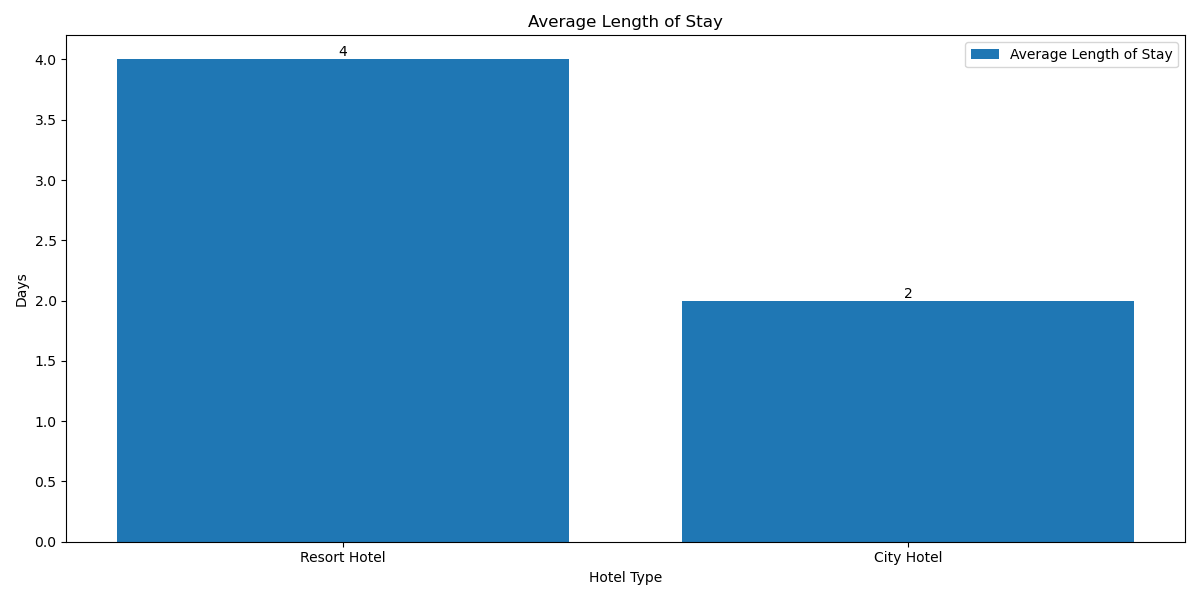 Average Length of Stay
Average Length of Stay
4
2
4.0
3.5
3.0
2.5
2.0
1.5
1.0
0.5
0.0
Days
Resort Hotel
City Hotel
Hotel Type